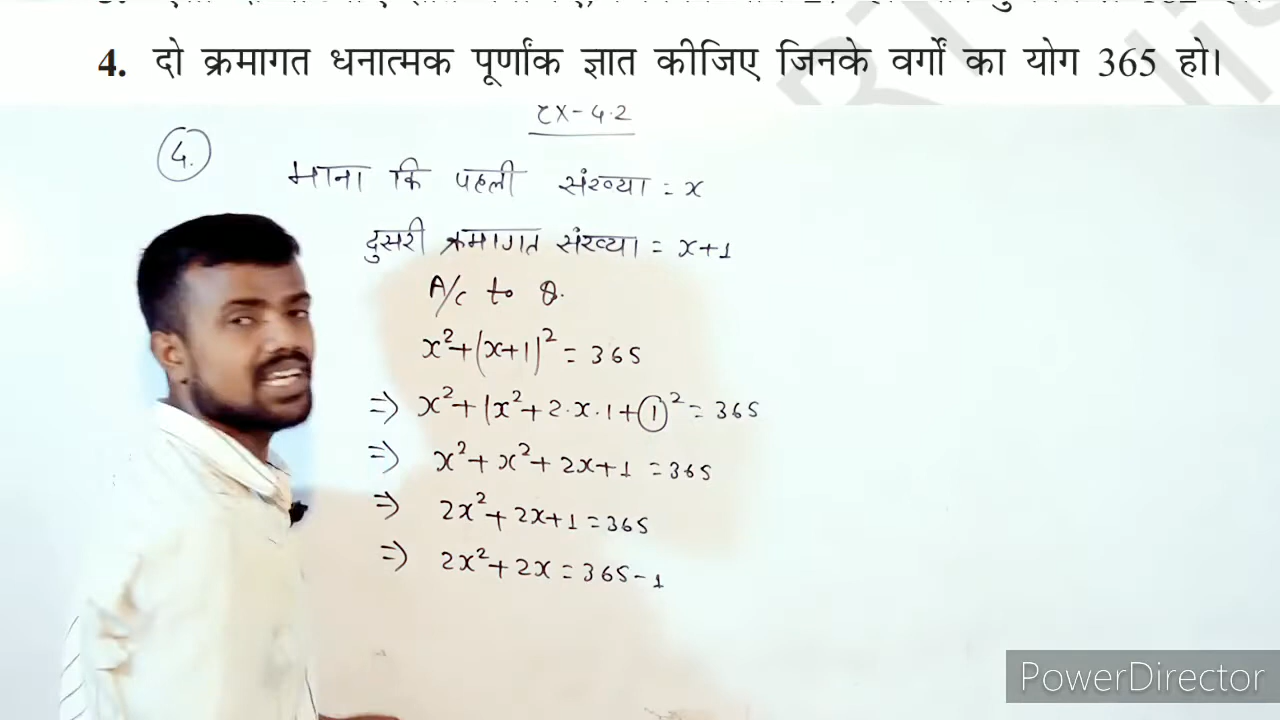 4. दो क्रमागत धनात्मक पूर्णांक ज्ञात कीजिए जिनके वर्गों का योग 365 हो।
EX-4.2
4.
माना कि पहली संख्या = x
दुसरी क्रमागत संख्या = x+1
A/c to Q.
x²+(x+1)² = 365
=> x²+(x²+2·x·1+(1)² = 365
=> x²+x²+2x+1 = 365
=> 2x²+2x+1=365
=> 2x²+2x = 365-1
PowerDirector